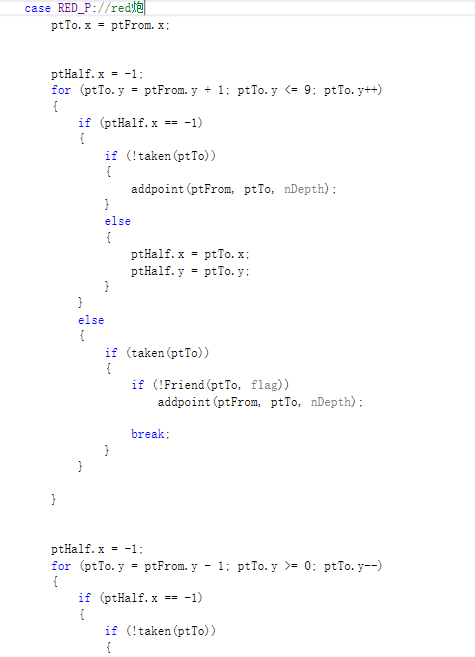 case RED_P://red炮
ptTo.x = ptFrom.x;
ptHalf.x = -1;
for (ptTo.y = ptFrom.y + 1; ptTo.y <= 9; ptTo.y++)
{
if (ptHalf.x == -1)
{
if (!taken(ptTo))
{
addpoint(ptFrom, ptTo, nDepth);
}
else
{
ptHalf.x = ptTo.x;
ptHalf.y = ptTo.y;
}
}
else
{
if (taken(ptTo))
{
if (!Friend(ptTo, flag))
addpoint(ptFrom, ptTo, nDepth);
break;
}
}
}
ptHalf.x = -1;
for (ptTo.y = ptFrom.y - 1; ptTo.y >= 0; ptTo.y--)
{
if (ptHalf.x == -1)
{
if (!taken(ptTo))
{